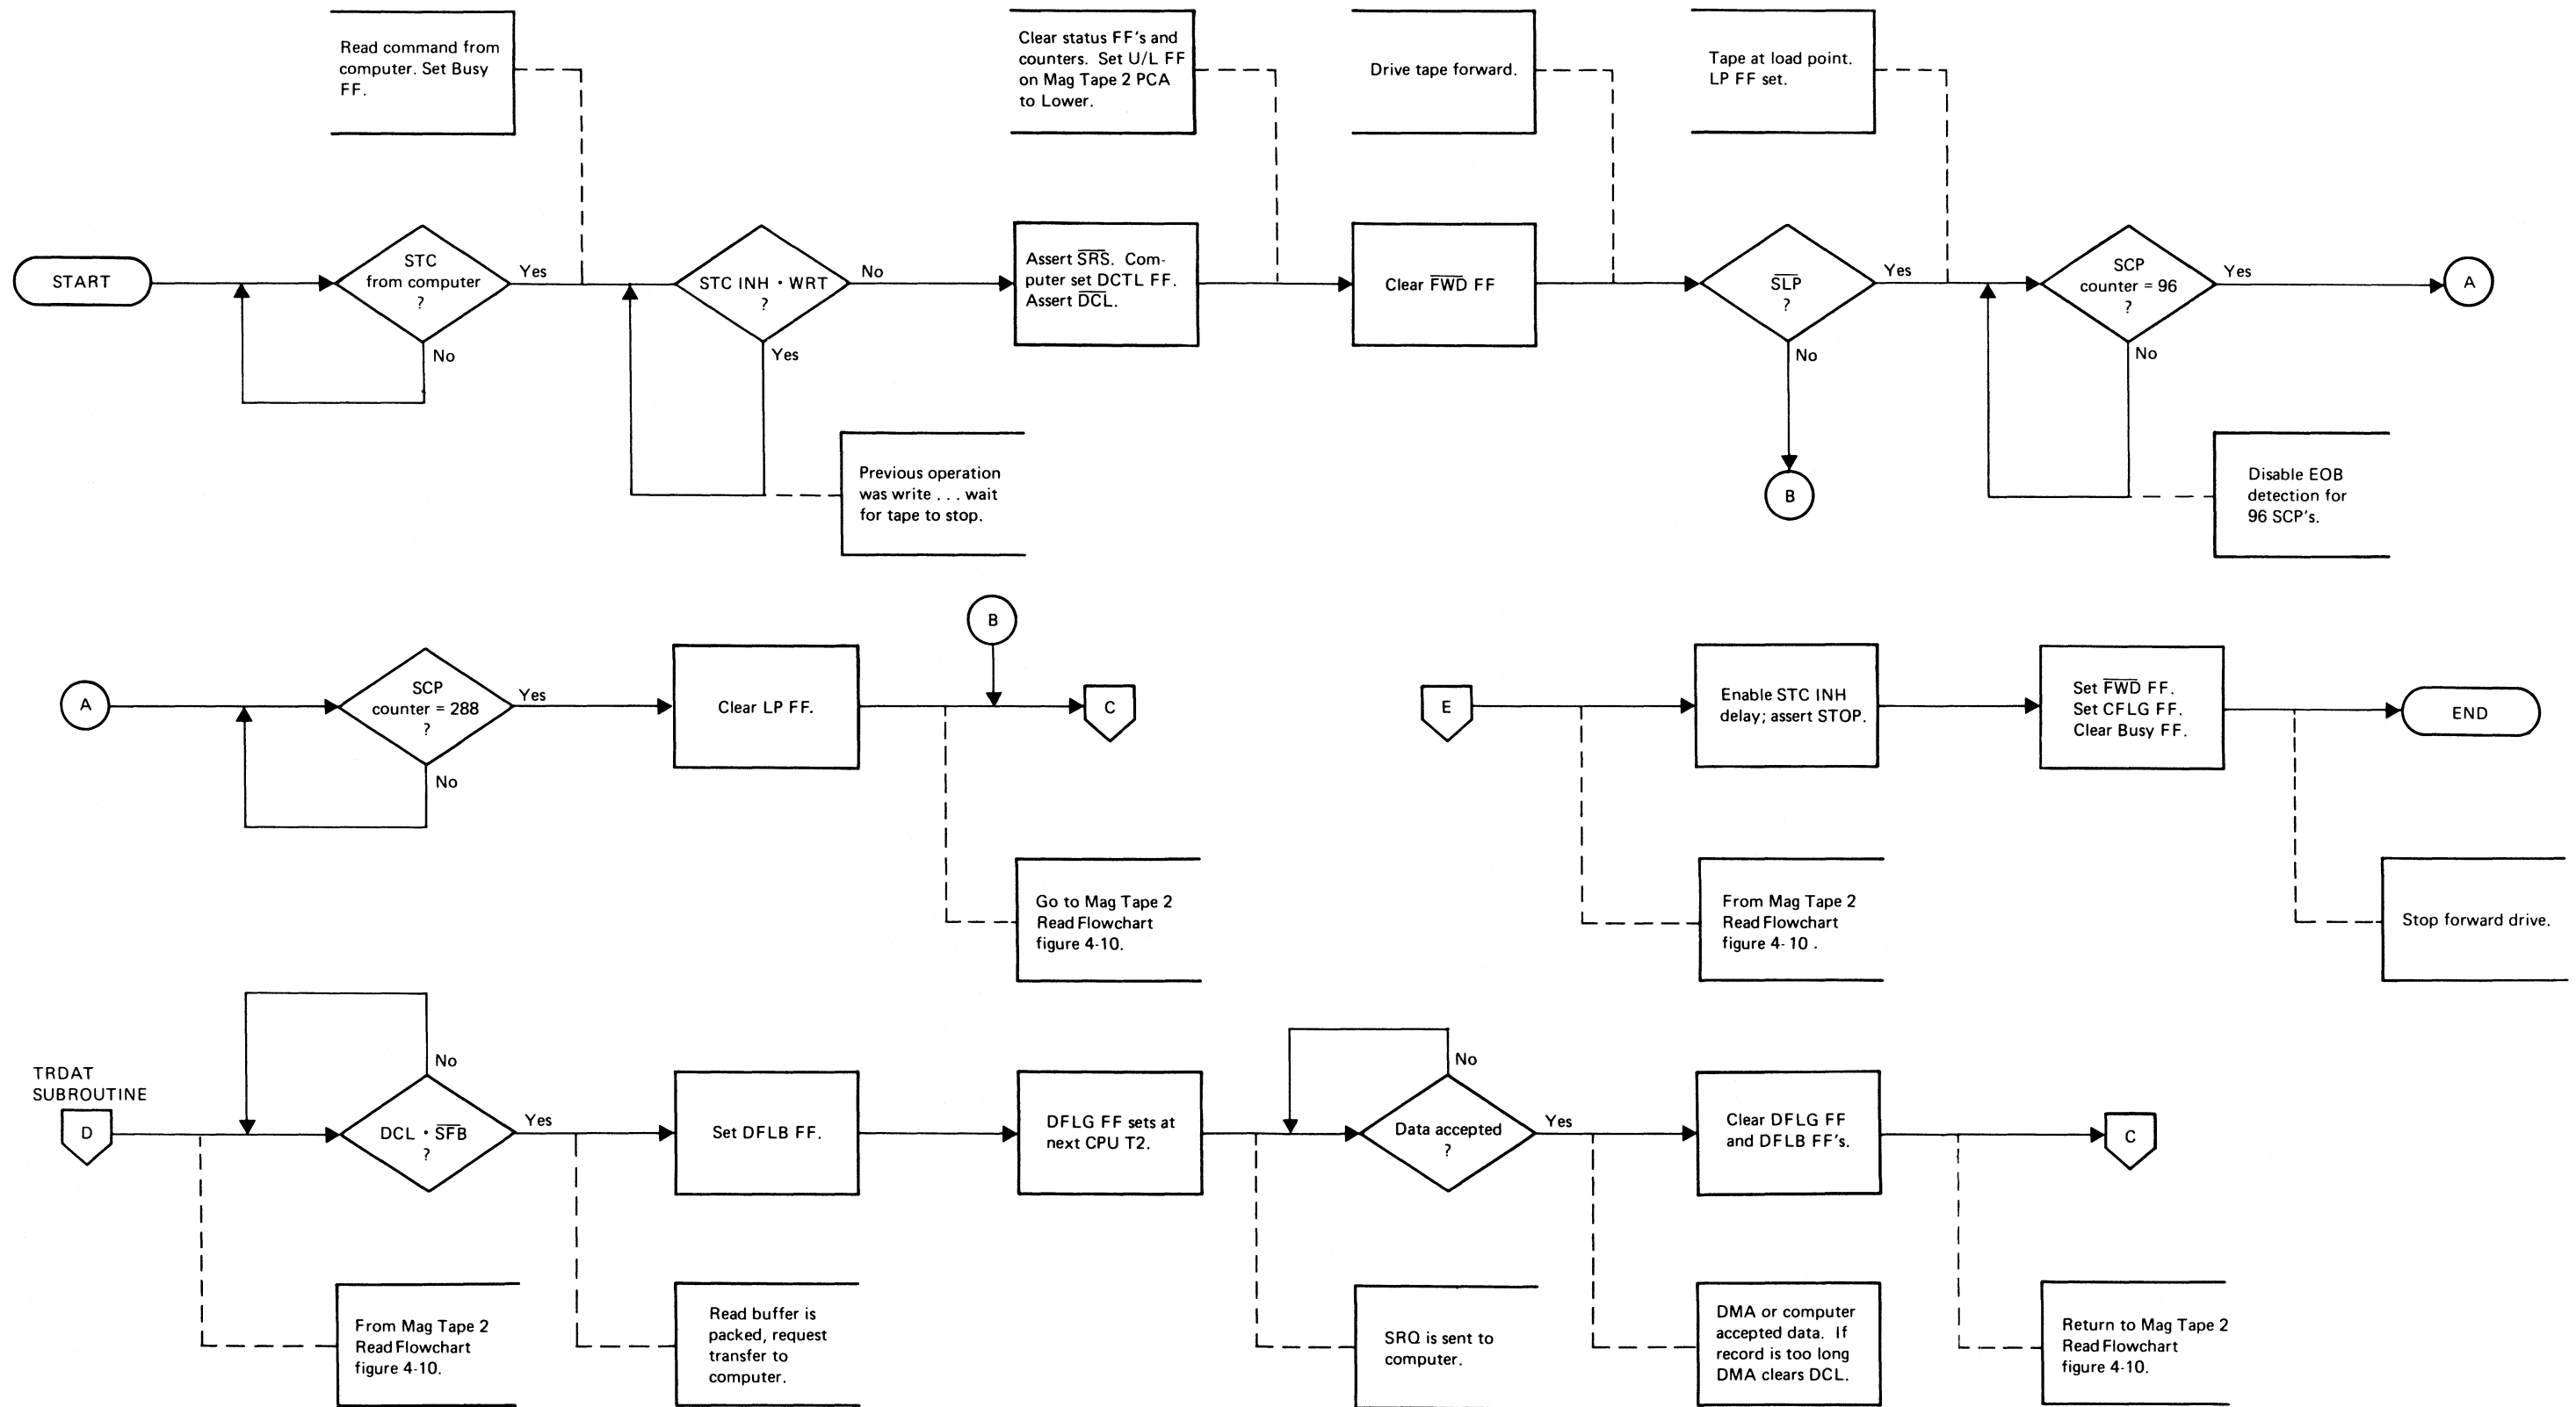 Read command from
computer. Set Busy
FF.
Clear status FF's and
counters. Set U/L FF
on Mag Tape 2 PCA
to Lower.
Drive tape forward.
Tape at load point.
LP FF set.
START
STC
from computer
?
Yes
No
STC INH · WRT
?
No
Yes
Assert S̅R̅S̅. Com-
puter set DCTL FF.
Assert D̅C̅L̅.
Clear F̅W̅D̅ FF
S̅L̅P̅
?
Yes
No
SCP
counter = 96
?
Yes
No
A
B
Previous operation
was write . . . wait
for tape to stop.
Disable EOB
detection for
96 SCP's.
A
SCP
counter = 288
?
Yes
No
Clear LP FF.
B
C
E
Enable STC INH
delay; assert STOP.
Set F̅W̅D̅ FF.
Set CFLG FF.
Clear Busy FF.
END
Go to Mag Tape 2
Read Flowchart
figure 4-10.
From Mag Tape 2
Read Flowchart
figure 4-10 .
Stop forward drive.
TRDAT
SUBROUTINE
D
No
DCL · S̅F̅B̅
?
Yes
Set DFLB FF.
DFLG FF sets at
next CPU T2.
No
Data accepted
?
Yes
Clear DFLG FF
and DFLB FF's.
C
From Mag Tape 2
Read Flowchart
figure 4-10.
Read buffer is
packed, request
transfer to
computer.
SRQ is sent to
computer.
DMA or computer
accepted data. If
record is too long
DMA clears DCL.
Return to Mag Tape 2
Read Flowchart
figure 4-10.